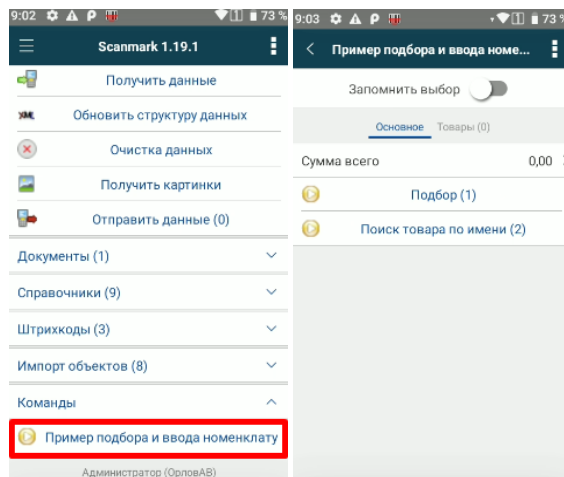 9:02 73 %
Scanmark 1.19.1
Получить данные
XML Обновить структуру данных
Очистка данных
Получить картинки
Отправить данные (0)
Документы (1)
Справочники (9)
Штрихкоды (3)
Импорт объектов (8)
Команды
Пример подбора и ввода номенклату
Администратор (ОрловАВ)
9:03 73 %
Пример подбора и ввода номе...
Запомнить выбор
Основное Товары (0)
Сумма всего 0,00
Подбор (1)
Поиск товара по имени (2)